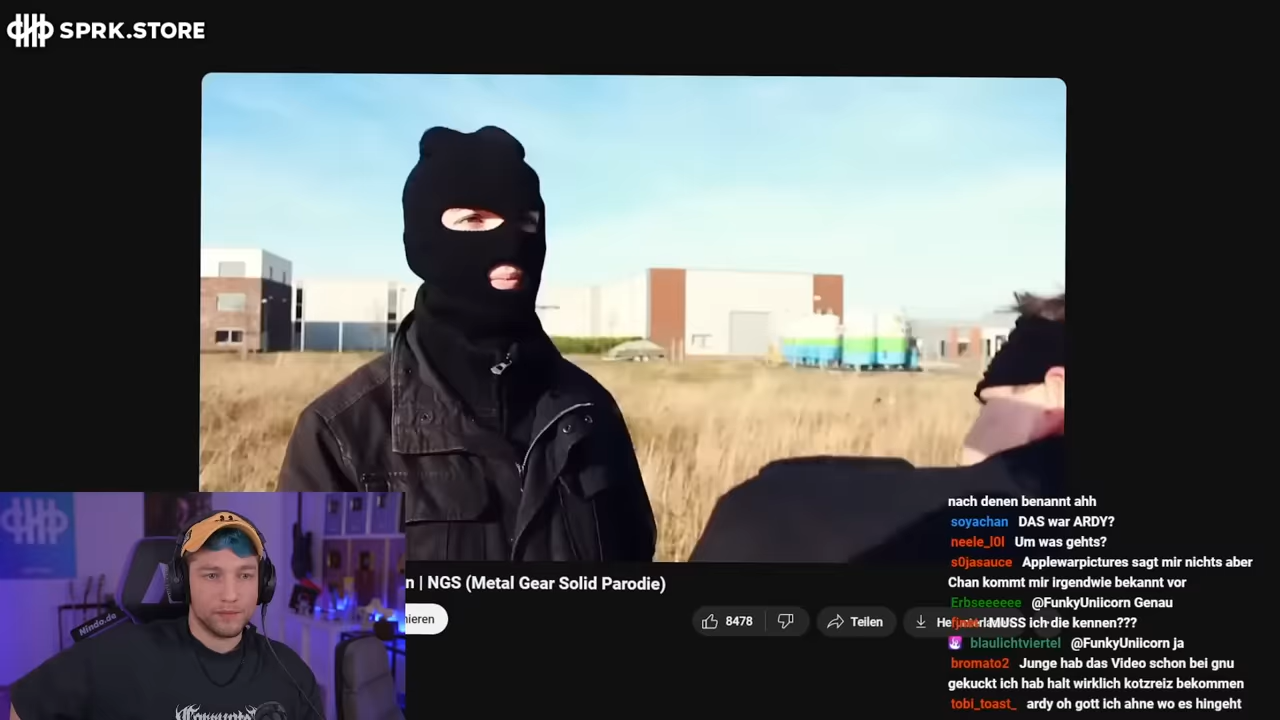 SPRK.STORE
nach denen benannt ahh
soyachan DAS war ARDY?
neele_l0l Um was gehts?
s0jasauce Applewarpictures sagt mir nichts aber
Chan kommt mir irgendwie bekannt vor
Erbseeeeee @FunkyUniicorn Genau
MUSS ich die kennen???
blaulichtviertel @FunkyUniicorn ja
bromato2 Junge hab das Video schon bei gnu
gekuckt ich hab halt wirklich kotzreiz bekommen
tobi_toast_ ardy oh gott ich ahne wo es hingeht
n | NGS (Metal Gear Solid Parodie)
nieren
8478
Teilen
Nindo.de